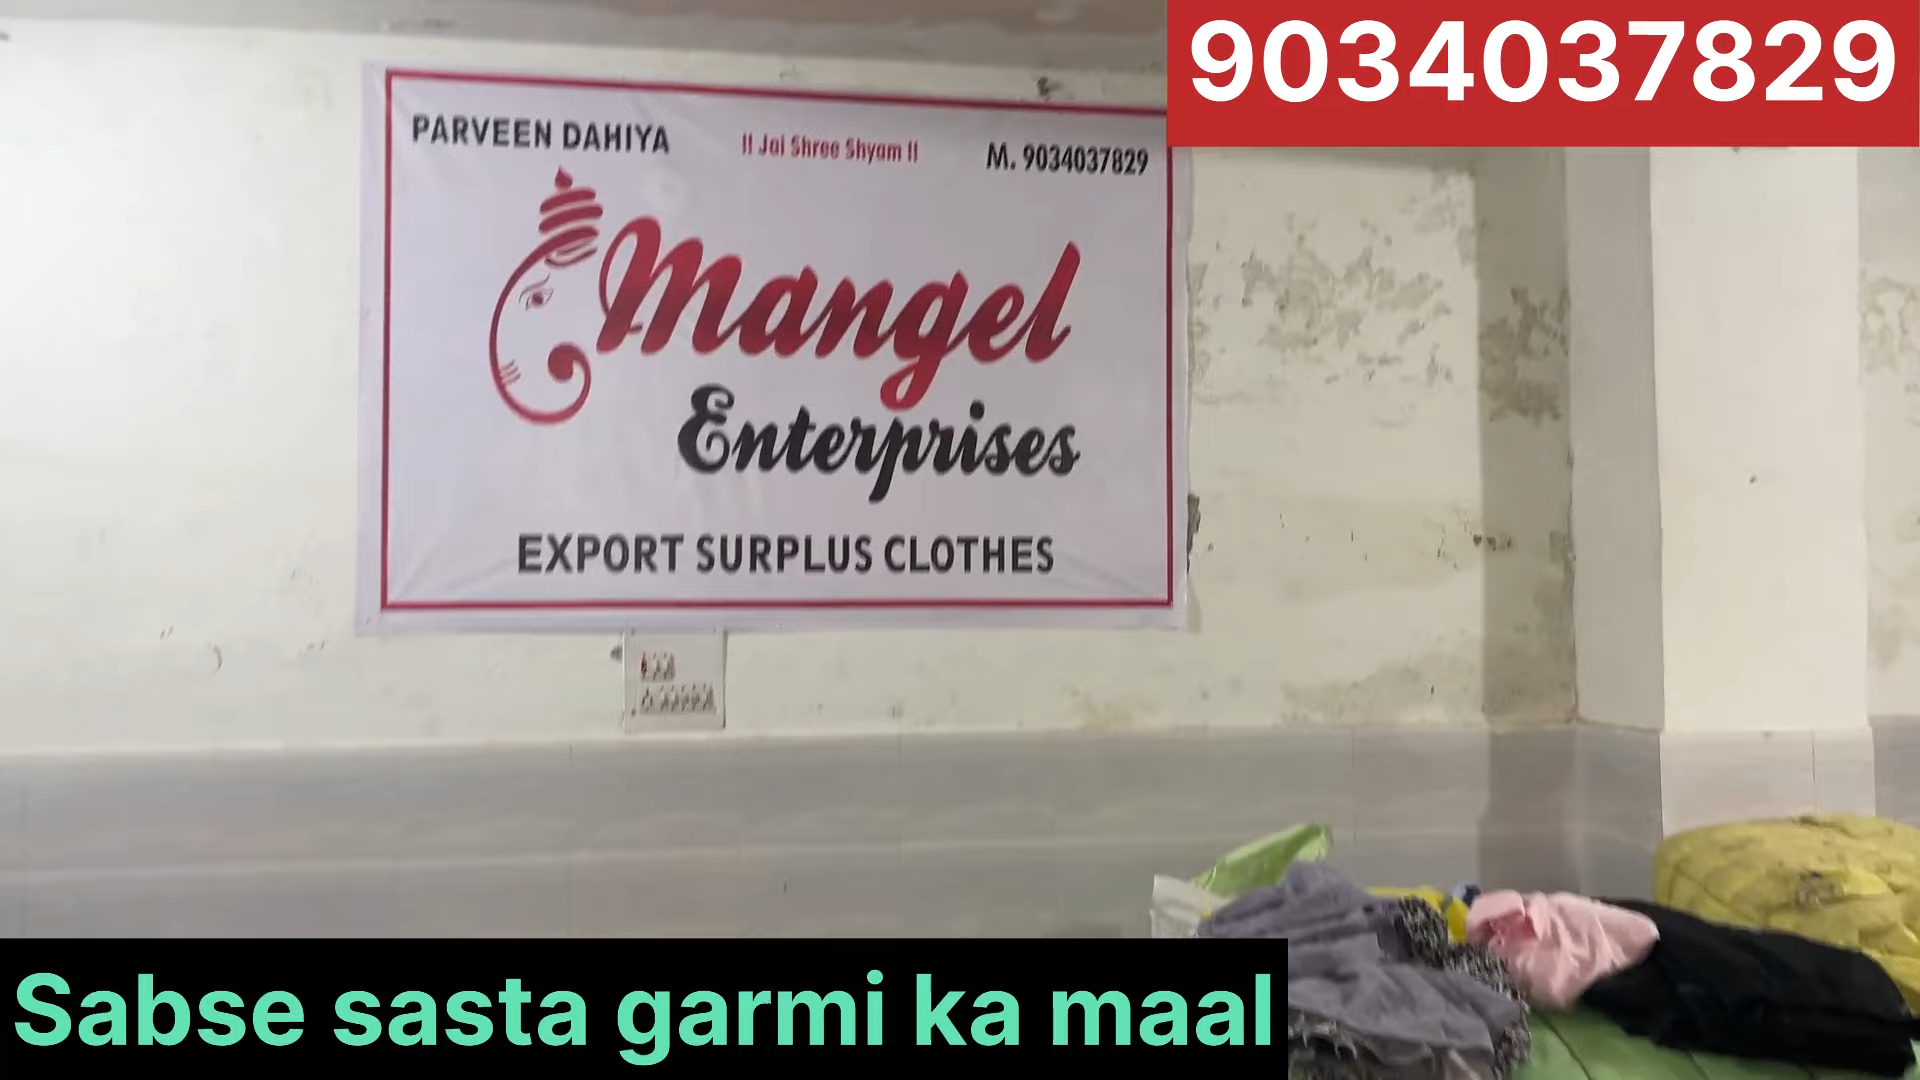 9034037829
PARVEEN DAHIYA
!! Jai Shree Shyam !!
M. 9034037829
Mangel
Enterprises
EXPORT SURPLUS CLOTHES
Sabse sasta garmi ka maal